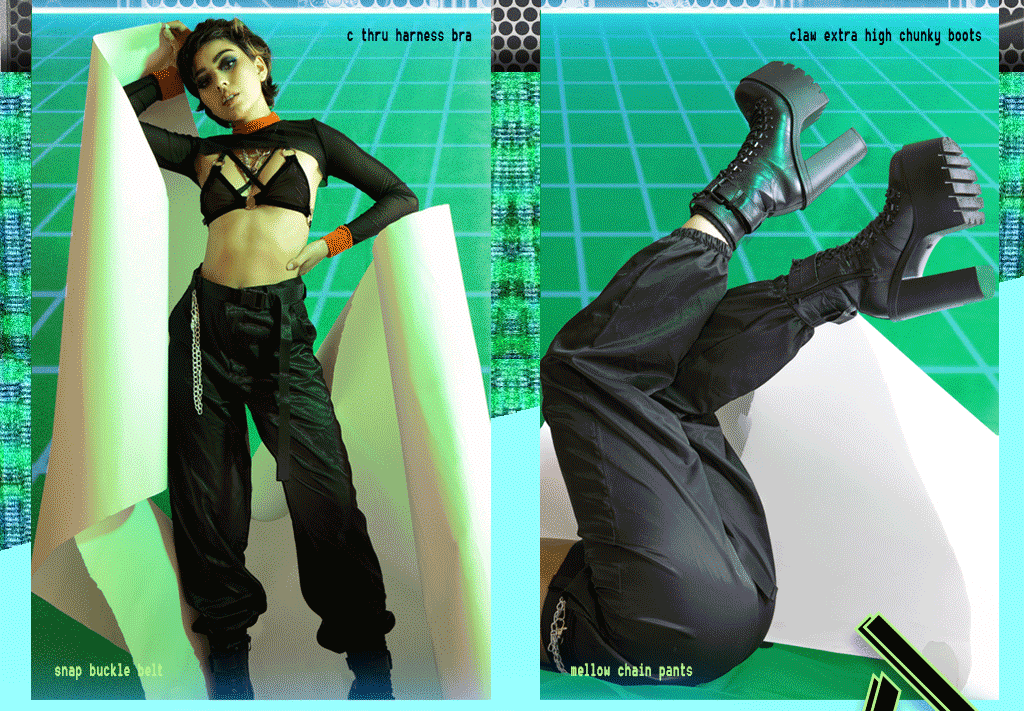 c thru harness bra
claw extra high chunky boots
snap buckle belt
mellow chain pants